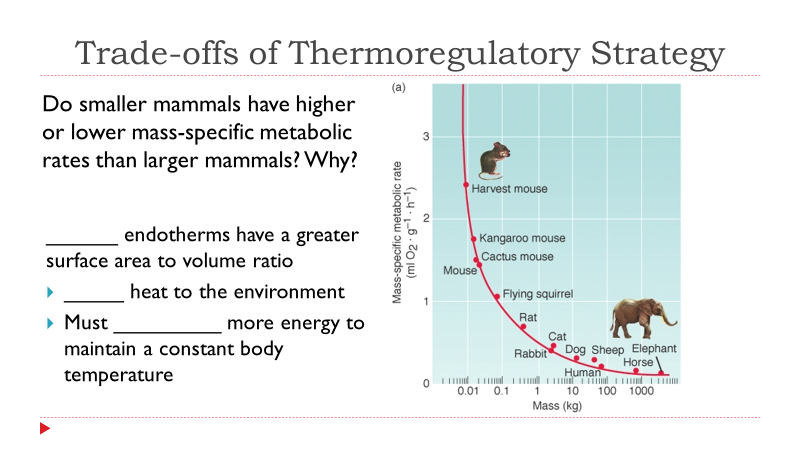 Trade-offs of Thermoregulatory Strategy
Do smaller mammals have higher
or lower mass-specific metabolic
rates than larger mammals? Why?
______ endotherms have a greater
surface area to volume ratio
_____ heat to the environment
Must _________ more energy to
maintain a constant body
temperature
(a)
Mass-specific metabolic rate
(ml O2 · g−1 · h−1)
3
2
1
0
Harvest mouse
Kangaroo mouse
Cactus mouse
Mouse
Flying squirrel
Rat
Cat
Rabbit
Dog
Sheep
Elephant
Horse
Human
0.01 0.1 1 10 100 1000
Mass (kg)